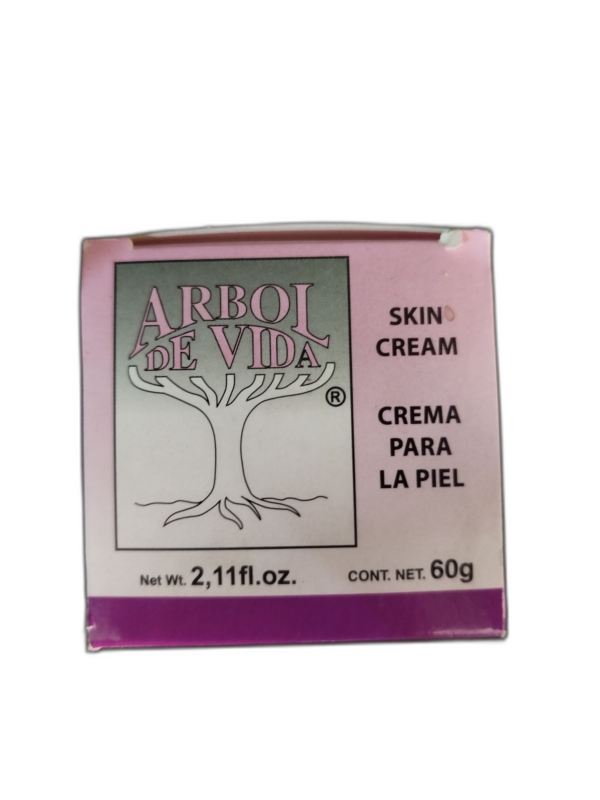 ARBOL
DE VIDA
®
SKIN
CREAM
CREMA
PARA
LA PIEL
Net Wt. 2,11fl.oz.
CONT. NET. 60g